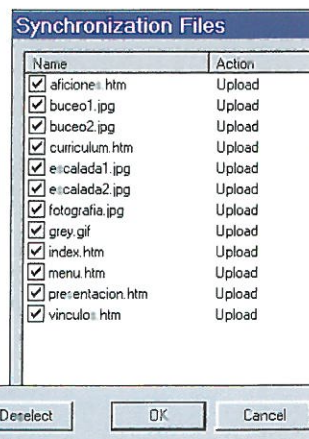 Synchronization Files
Name Action
aficiones.htm Upload
buceo1.jpg Upload
buceo2.jpg Upload
curriculum.htm Upload
escalada1.jpg Upload
escalada2.jpg Upload
fotografia.jpg Upload
grey.gif Upload
index.htm Upload
menu.htm Upload
presentacion.htm Upload
vinculos.htm Upload
Deselect OK Cancel